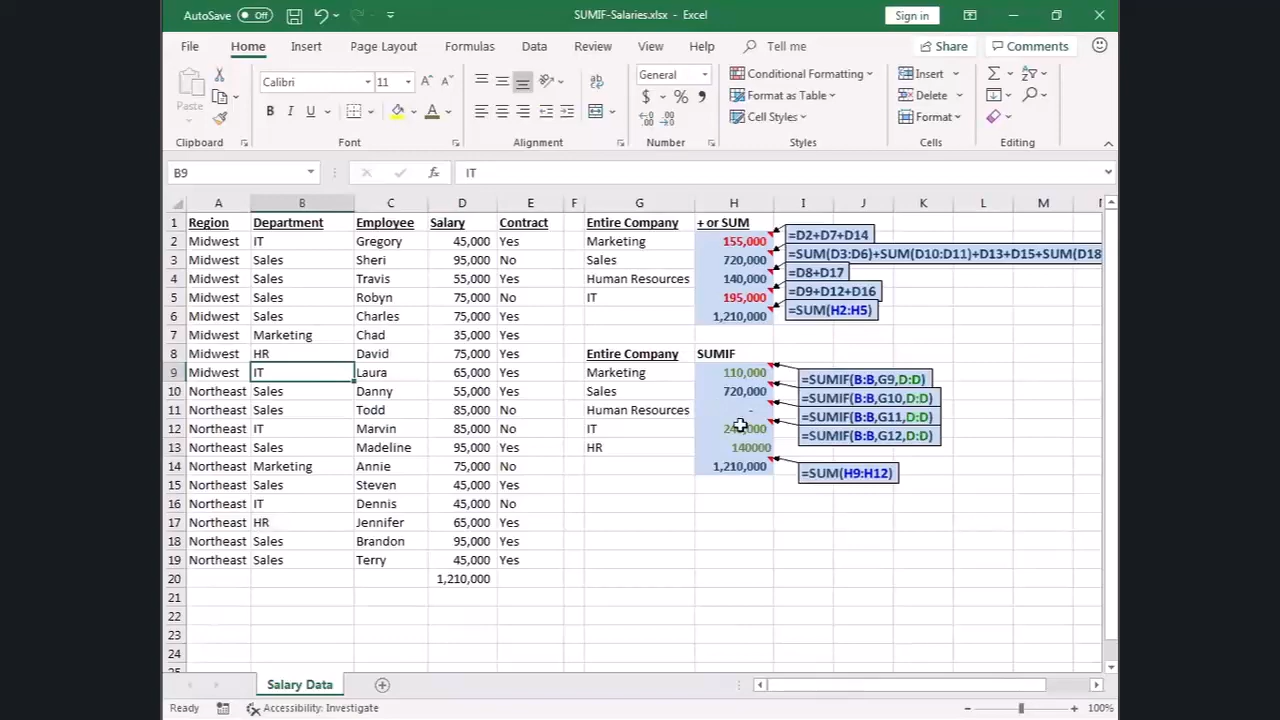 AutoSave Off SUMIF-Salaries.xlsx - Excel Sign in
File Home Insert Page Layout Formulas Data Review View Help Tell me Share Comments
Paste Calibri 11 General Conditional Formatting Insert
B I U $ % Format as Table Delete
Cell Styles Format
Clipboard Font Alignment Number Styles Cells Editing
B9 IT
A B C D E F G H I J K L M
1 Region Department Employee Salary Contract Entire Company + or SUM
2 Midwest IT Gregory 45,000 Yes Marketing 155,000 =D2+D7+D14
3 Midwest Sales Sheri 95,000 No Sales 720,000 =SUM(D3:D6)+SUM(D10:D11)+D13+D15+SUM(D18
4 Midwest Sales Travis 55,000 Yes Human Resources 140,000 =D8+D17
5 Midwest Sales Robyn 75,000 No IT 195,000 =D9+D12+D16
6 Midwest Sales Charles 75,000 Yes 1,210,000 =SUM(H2:H5)
7 Midwest Marketing Chad 35,000 Yes
8 Midwest HR David 75,000 Yes Entire Company SUMIF
9 Midwest IT Laura 65,000 Yes Marketing 110,000 =SUMIF(B:B,G9,D:D)
10 Northeast Sales Danny 55,000 Yes Sales 720,000 =SUMIF(B:B,G10,D:D)
11 Northeast Sales Todd 85,000 No Human Resources - =SUMIF(B:B,G11,D:D)
12 Northeast IT Marvin 85,000 No IT =SUMIF(B:B,G12,D:D)
13 Northeast Sales Madeline 95,000 Yes HR 140000
14 Northeast Marketing Annie 75,000 No 1,210,000 =SUM(H9:H12)
15 Northeast Sales Steven 45,000 Yes
16 Northeast IT Dennis 45,000 No
17 Northeast HR Jennifer 65,000 Yes
18 Northeast Sales Brandon 95,000 Yes
19 Northeast Sales Terry 45,000 Yes
20 1,210,000
21
22
23
24
Salary Data
Ready Accessibility: Investigate 100%